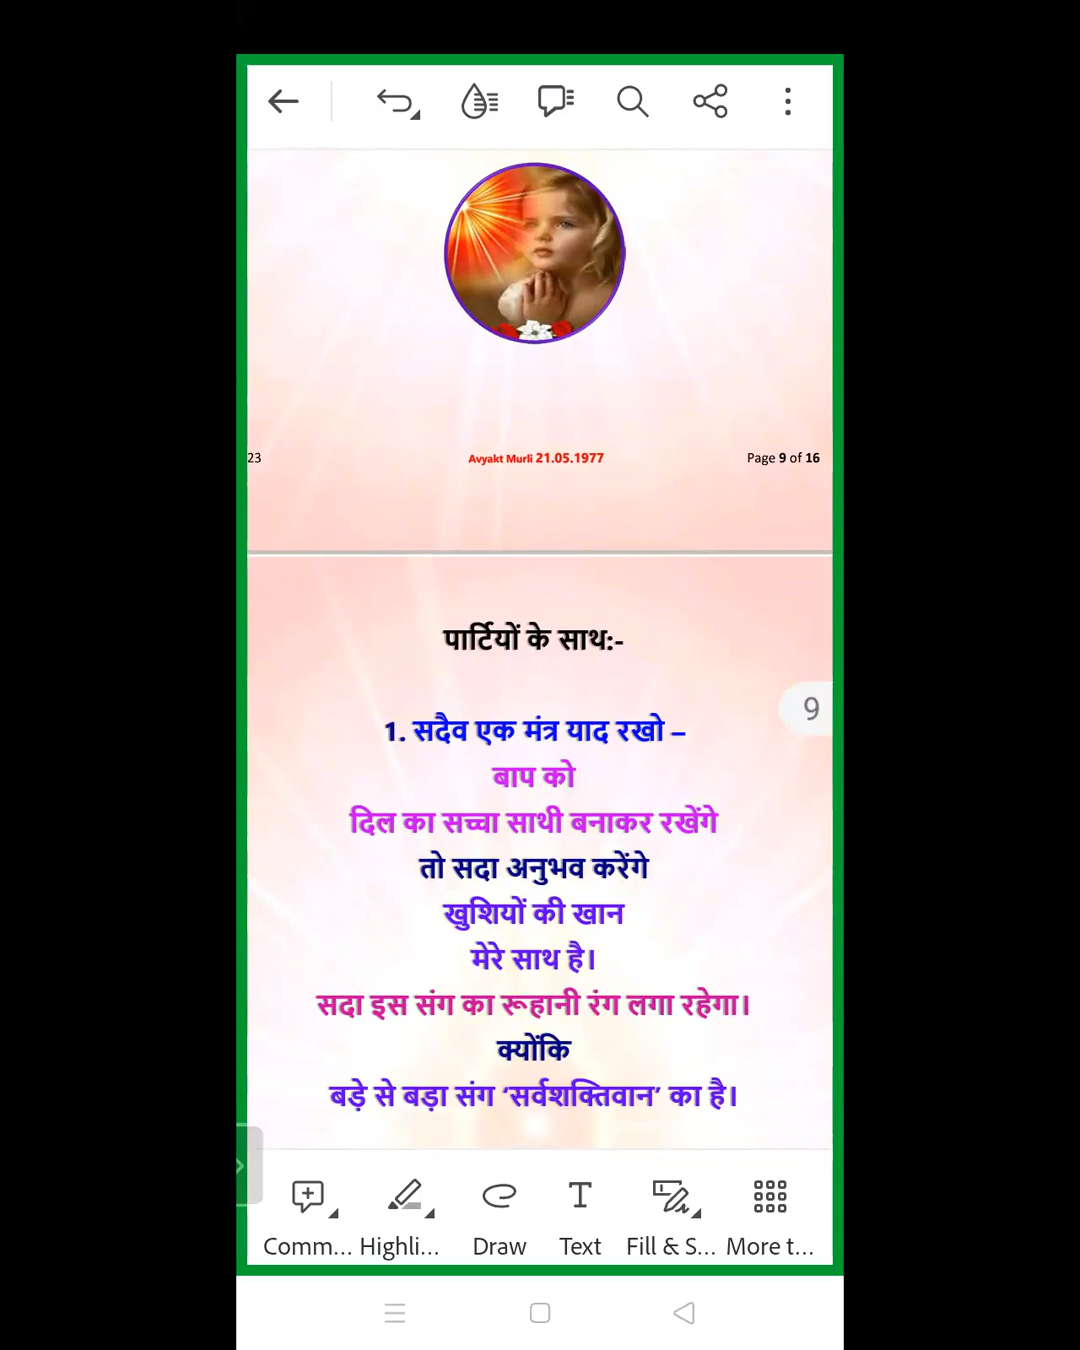 23
Avyakt Murli 21.05.1977
Page 9 of 16
पार्टियों के साथ:-
9
1. सदैव एक मंत्र याद रखो –
बाप को
दिल का सच्चा साथी बनाकर रखेंगे
तो सदा अनुभव करेंगे
खुशियों की खान
मेरे साथ है।
सदा इस संग का रूहानी रंग लगा रहेगा।
क्योंकि
बड़े से बड़ा संग ‘सर्वशक्तिवान’ का है।
Comm... Highli... Draw Text Fill & S... More t...